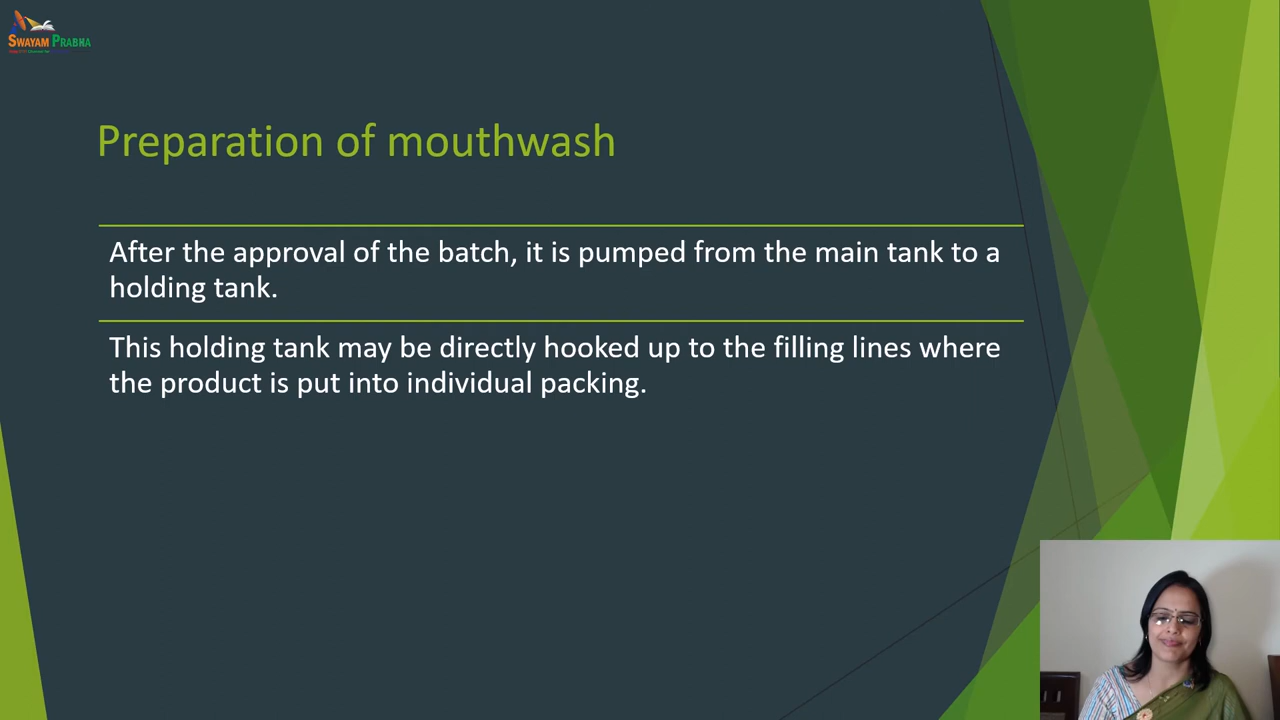 SWAYAM PRABHA
Preparation of mouthwash
After the approval of the batch, it is pumped from the main tank to a
holding tank.
This holding tank may be directly hooked up to the filling lines where
the product is put into individual packing.